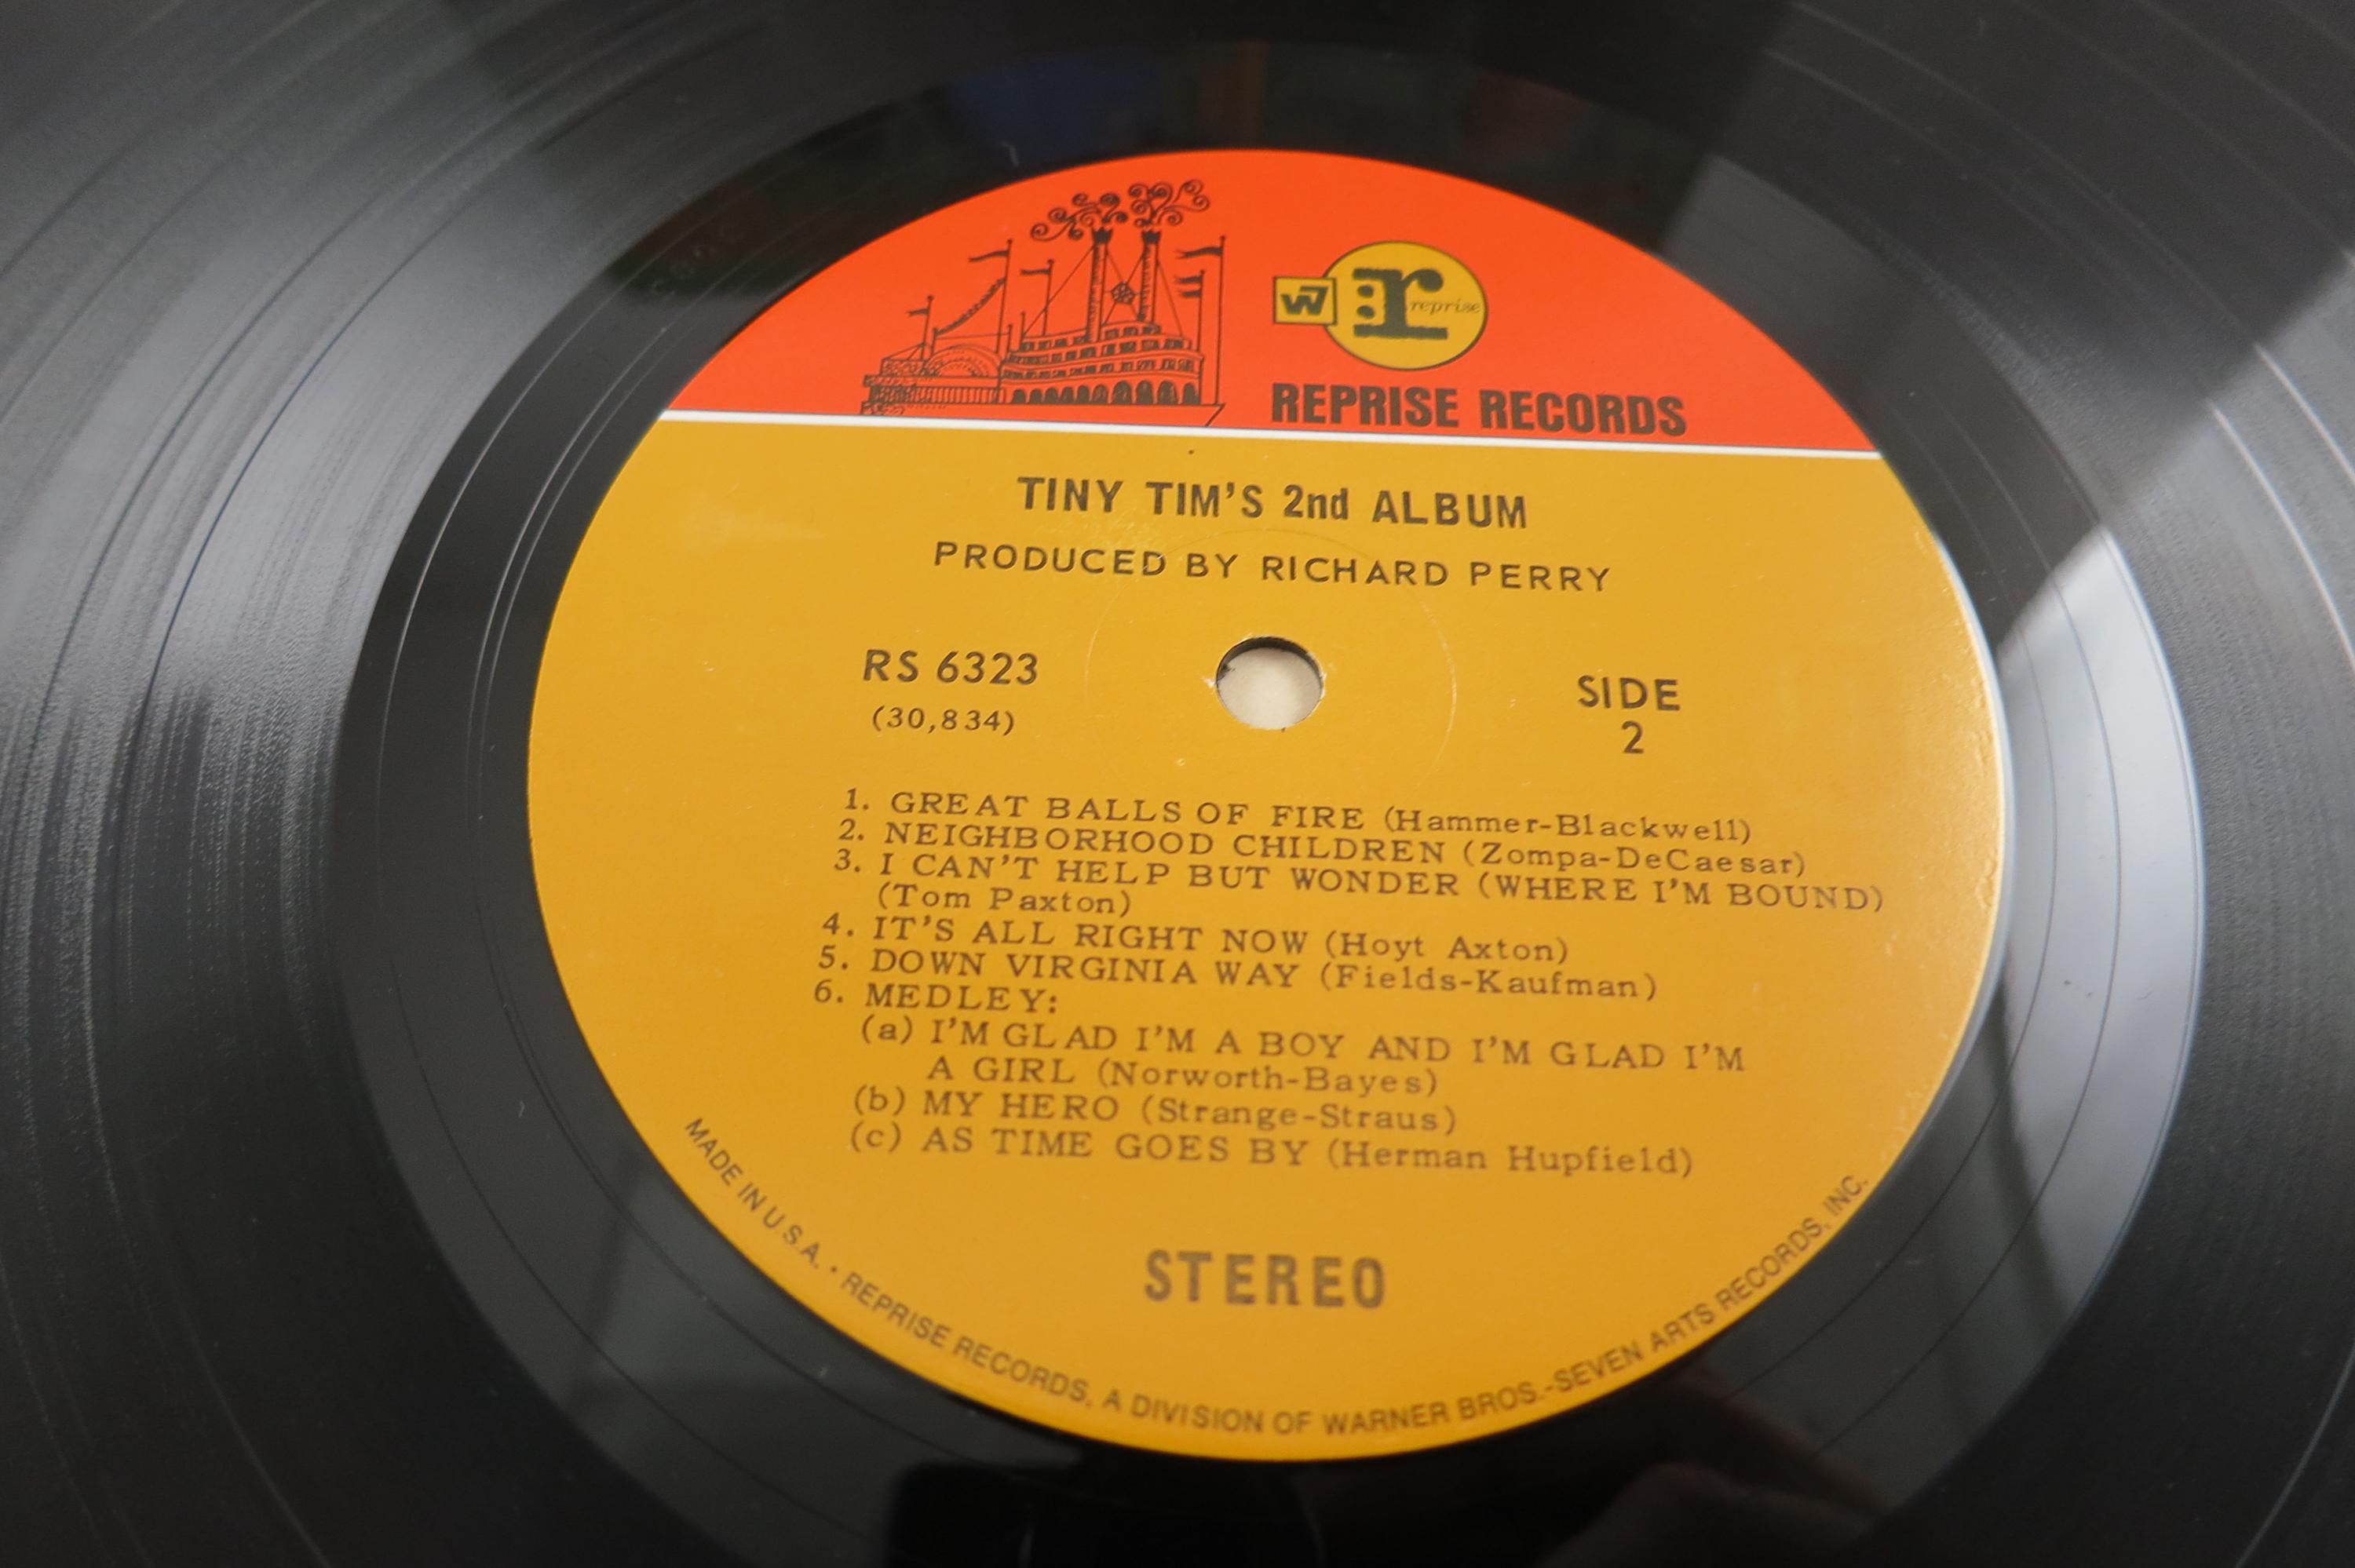 W7
r
reprise
REPRISE RECORDS
TINY TIM'S 2nd ALBUM
PRODUCED BY RICHARD PERRY
RS 6323
(30,834)
SIDE
2
1. GREAT BALLS OF FIRE (Hammer-Blackwell)
2. NEIGHBORHOOD CHILDREN (Zompa-DeCaesar)
3. I CAN'T HELP BUT WONDER (WHERE I'M BOUND)
(Tom Paxton)
4. IT'S ALL RIGHT NOW (Hoyt Axton)
5. DOWN VIRGINIA WAY (Fields-Kaufman)
6. MEDLEY:
(a) I'M GLAD I'M A BOY AND I'M GLAD I'M
A GIRL (Norworth-Bayes)
(b) MY HERO (Strange-Straus)
(c) AS TIME GOES BY (Herman Hupfield)
STEREO
MADE IN U.S.A. • REPRISE RECORDS, A DIVISION OF WARNER BROS.-SEVEN ARTS RECORDS, INC.